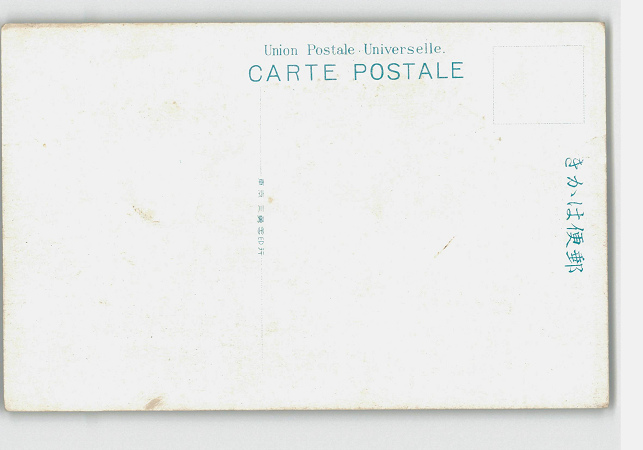 Union Postale Universelle.
CARTE POSTALE
きかは便郵